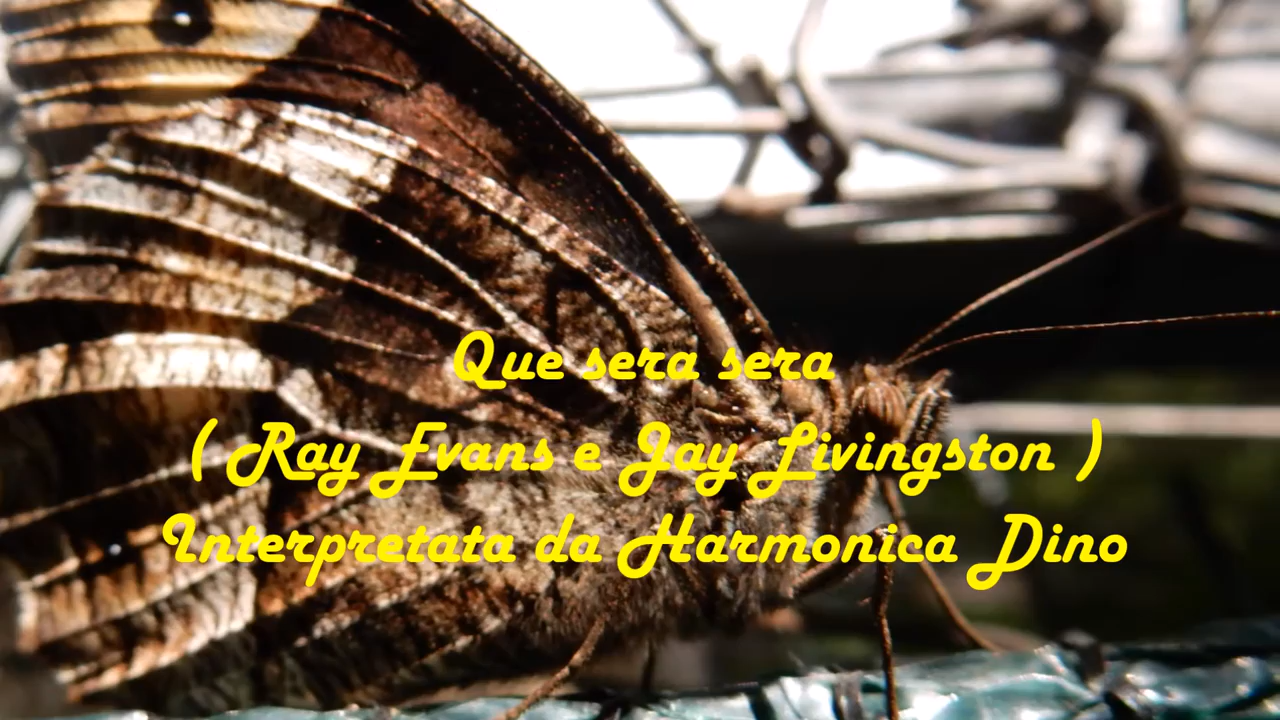 Que sera sera
( Ray Evans e Jay Livingston )
Interpretata da Harmonica Dino